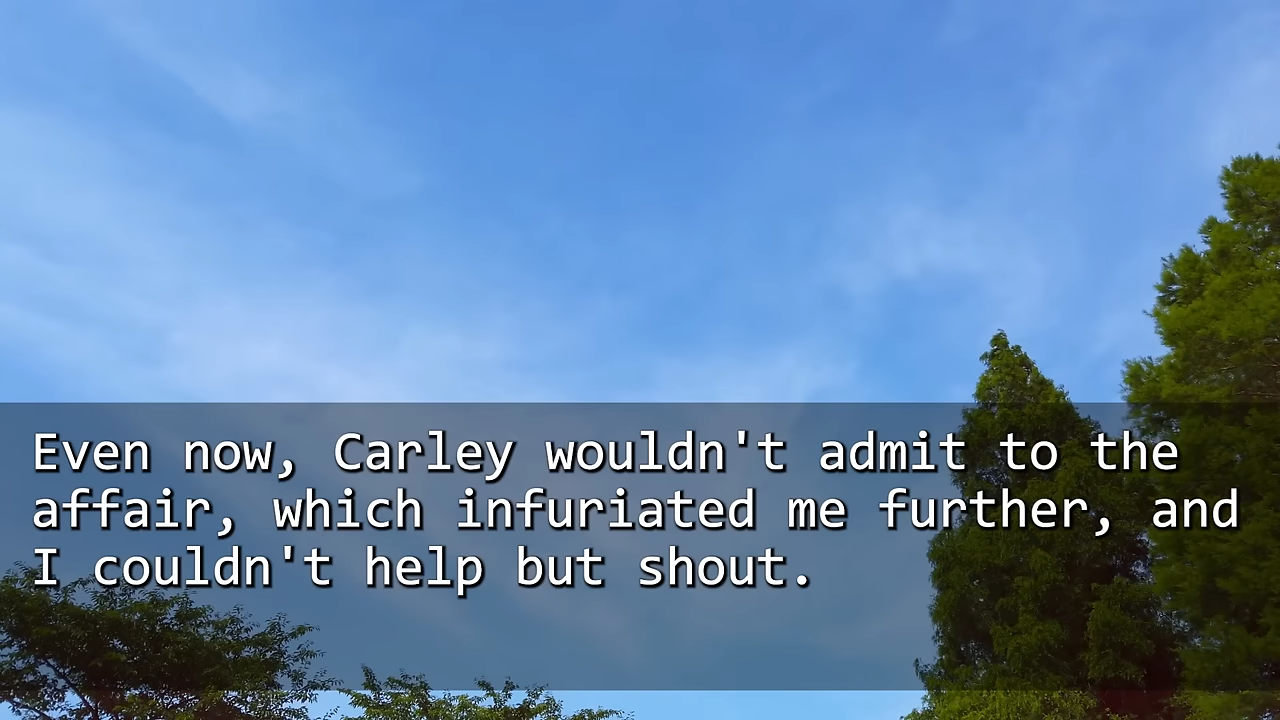 Even now, Carley wouldn't admit to the
affair, which infuriated me further, and
I couldn't help but shout.